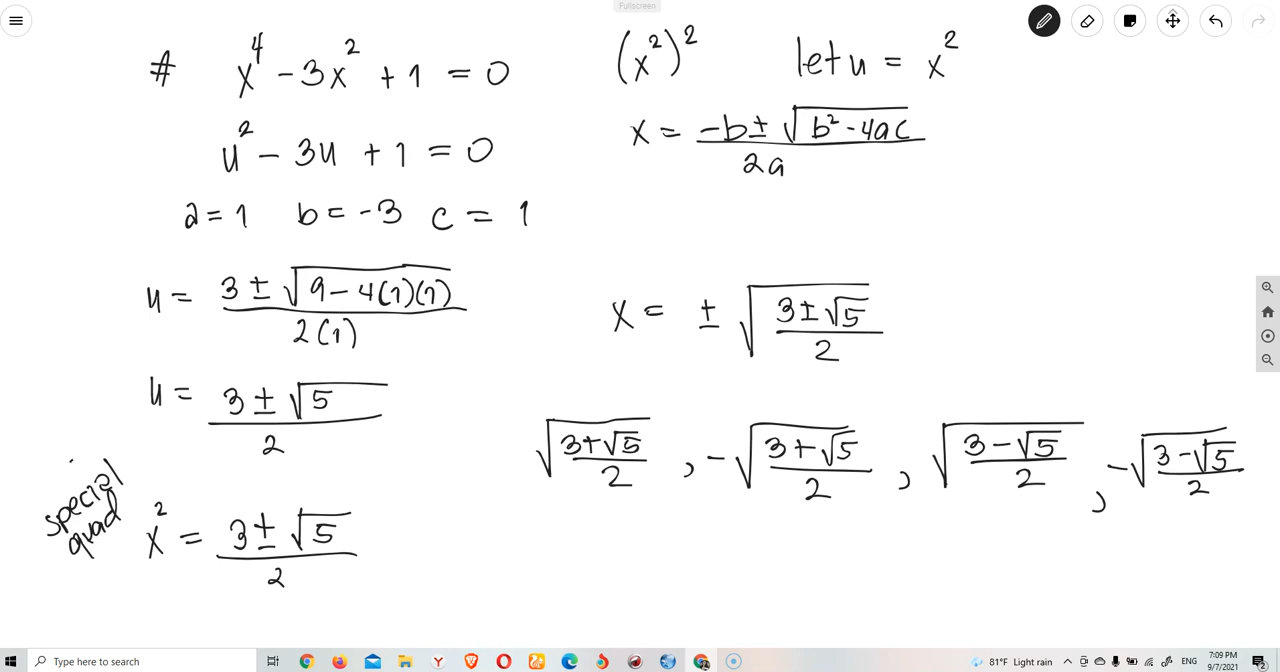 Fullscreen
# x⁴ - 3x² + 1 = 0
(x²)² let u = x²
u² - 3u + 1 = 0
x = (-b ± √(b² - 4ac))/(2a)
a = 1 b = -3 c = 1
u = (3 ± √(9 - 4(1)(1)))/(2(1))
x = ± √((3 ± √5)/2)
u = (3 ± √5)/2
√((3+√5)/2) , -√((3+√5)/2) , √((3-√5)/2) , -√((3-√5)/2)
special
quad
x² = (3 ± √5)/2
Type here to search
81°F Light rain
ENG
7:09 PM
9/7/2021
2